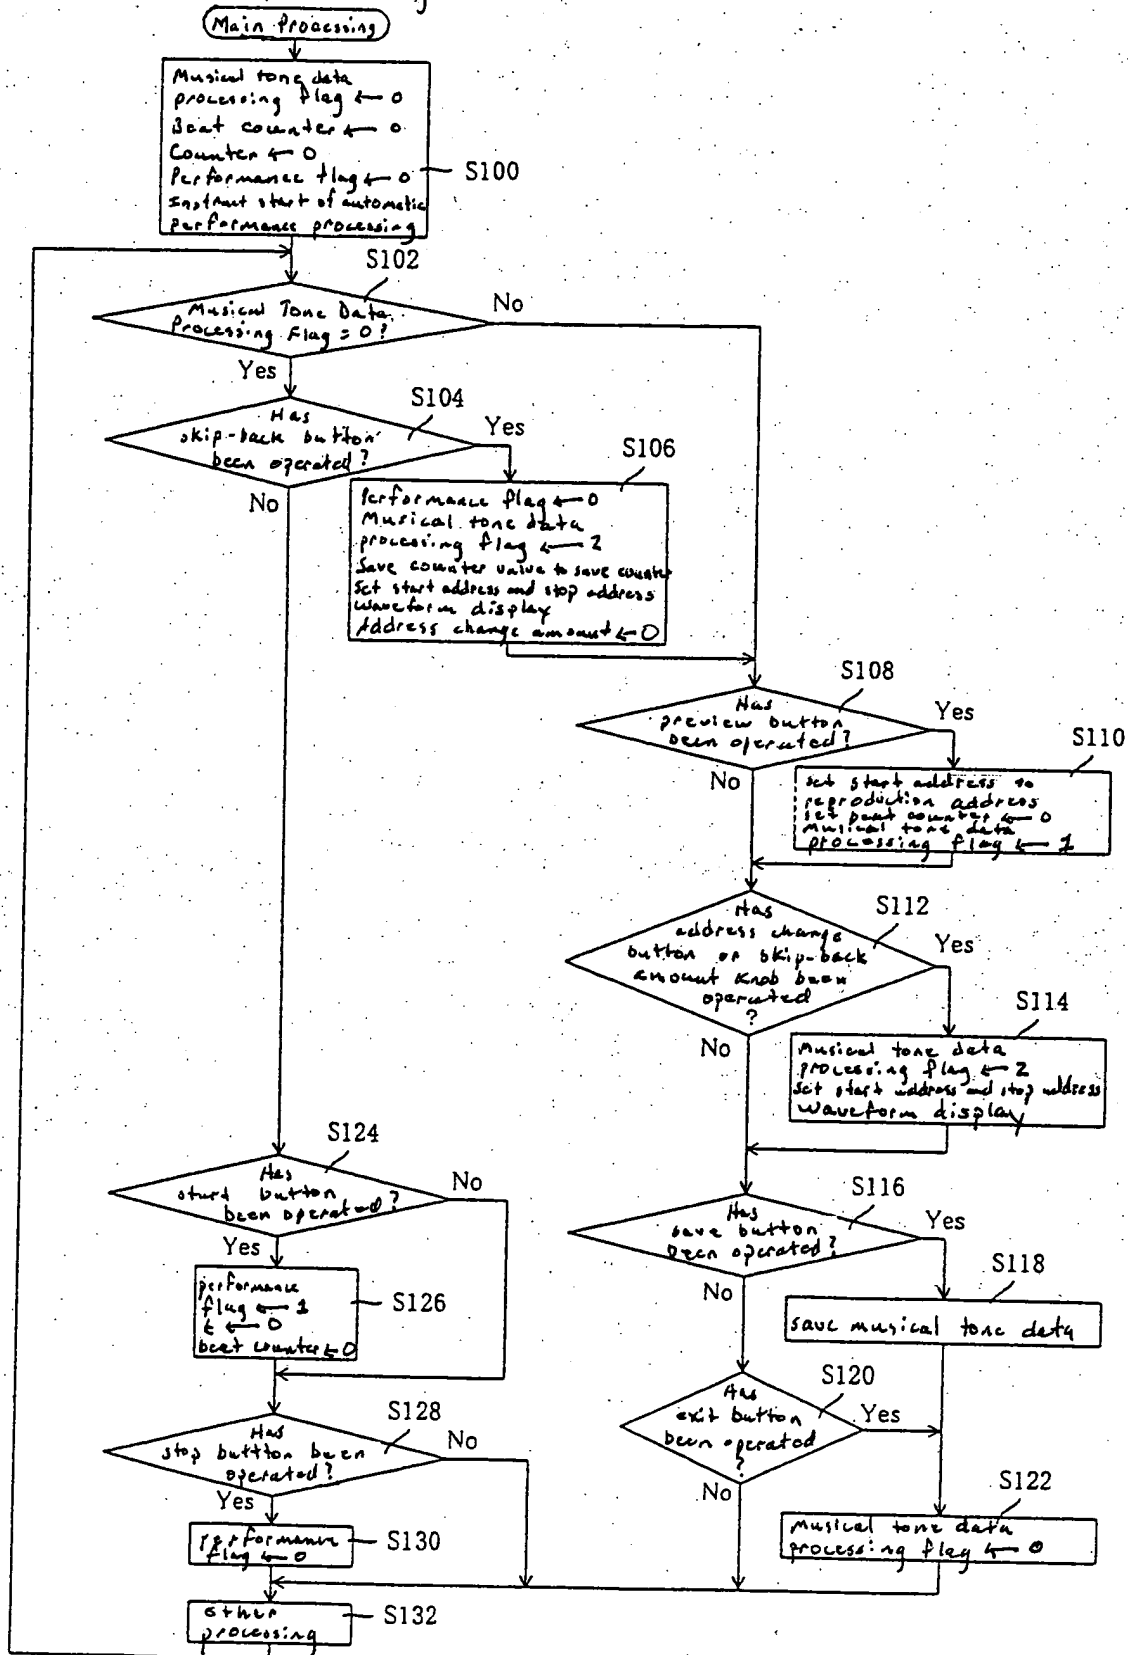 Main Processing
Musical tone data
processing flag ← 0
Beat counter ← 0
Counter ← 0
Performance flag ← 0
Instruct start of automatic
performance processing
S100
S102
Musical Tone Data
Processing Flag = 0?
No
Yes
S104
Has
skip-back button
been operated?
Yes
No
S106
Performance flag ← 0
Musical tone data
processing flag ← 2
Save counter value to save counter
Set start address and stop address
Waveform display
Address change amount ← 0
S108
Has
preview button
been operated?
Yes
No
S110
set start address to
reproduction address
set beat counter ← 0
Musical tone data
processing flag ← 1
S112
Has
address change
button or skip-back
amount knob been
operated
?
Yes
No
S114
Musical tone data
processing flag ← 2
Set start address and stop address
Waveform display
S116
Has
save button
been operated?
Yes
No
S118
save musical tone data
S120
Has
exit button
been operated
?
Yes
No
S122
Musical tone data
processing flag ← 0
S124
Has
start button
been operated?
No
Yes
performance
flag ← 1
t ← 0
beat counter ← 0
S126
S128
Has
stop buttton been
operated?
No
Yes
performance
flag ← 0
S130
other
processing
S132